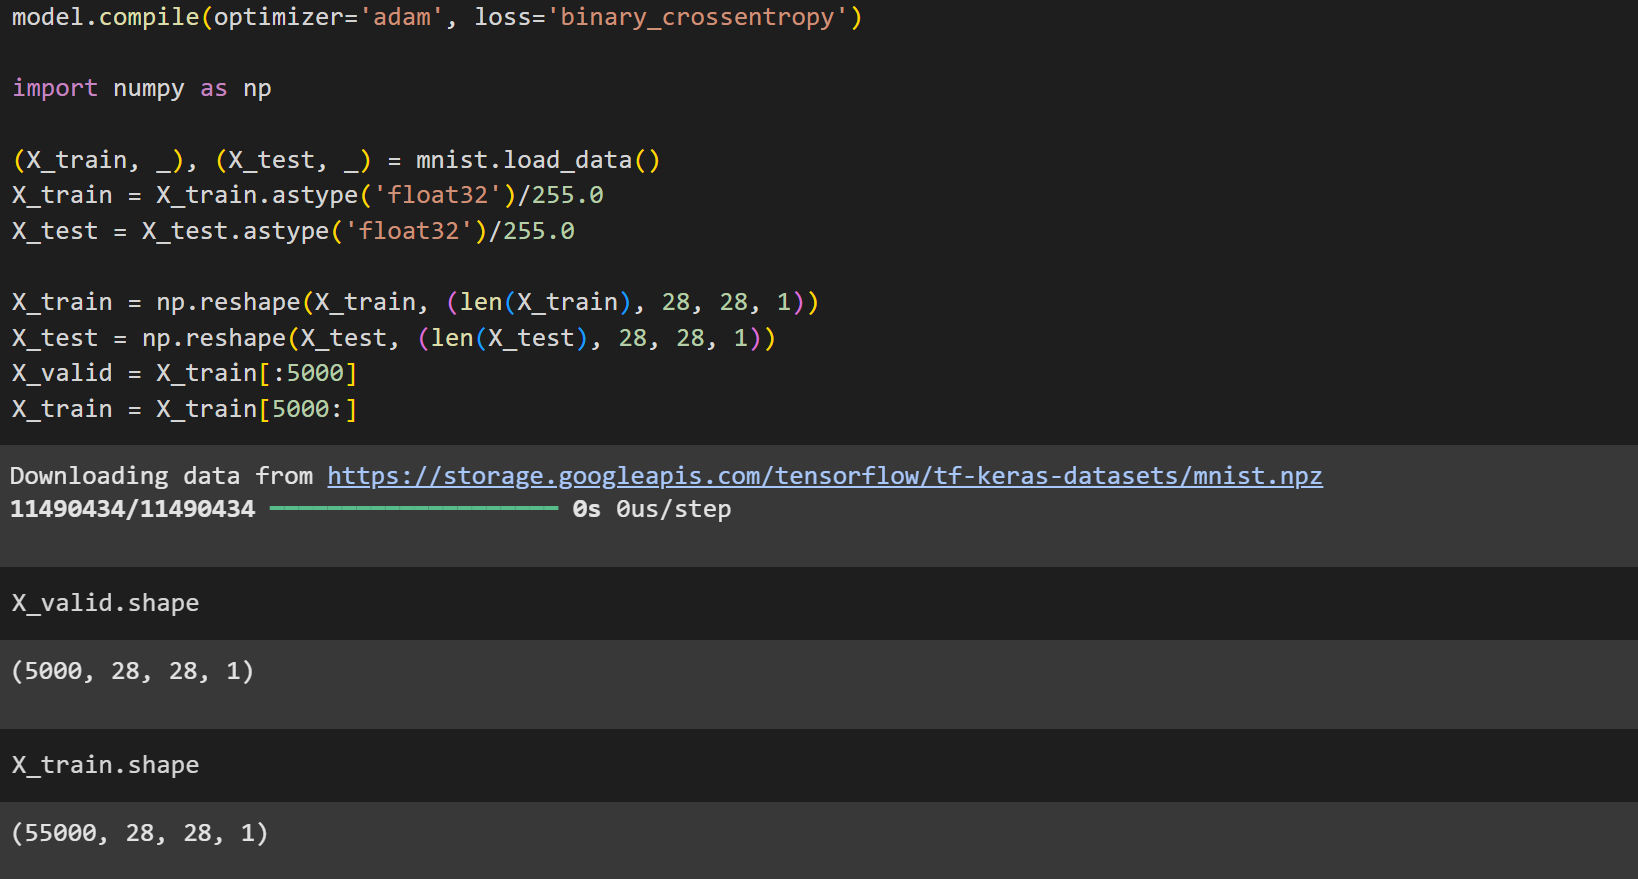 model.compile(optimizer='adam', loss='binary_crossentropy')
import numpy as np
(X_train, _), (X_test, _) = mnist.load_data()
X_train = X_train.astype('float32')/255.0
X_test = X_test.astype('float32')/255.0
X_train = np.reshape(X_train, (len(X_train), 28, 28, 1))
X_test = np.reshape(X_test, (len(X_test), 28, 28, 1))
X_valid = X_train[:5000]
X_train = X_train[5000:]
Downloading data from https://storage.googleapis.com/tensorflow/tf-keras-datasets/mnist.npz
11490434/11490434 ━━━━━━━━━━━━━━━━━━━━ 0s 0us/step
X_valid.shape
(5000, 28, 28, 1)
X_train.shape
(55000, 28, 28, 1)